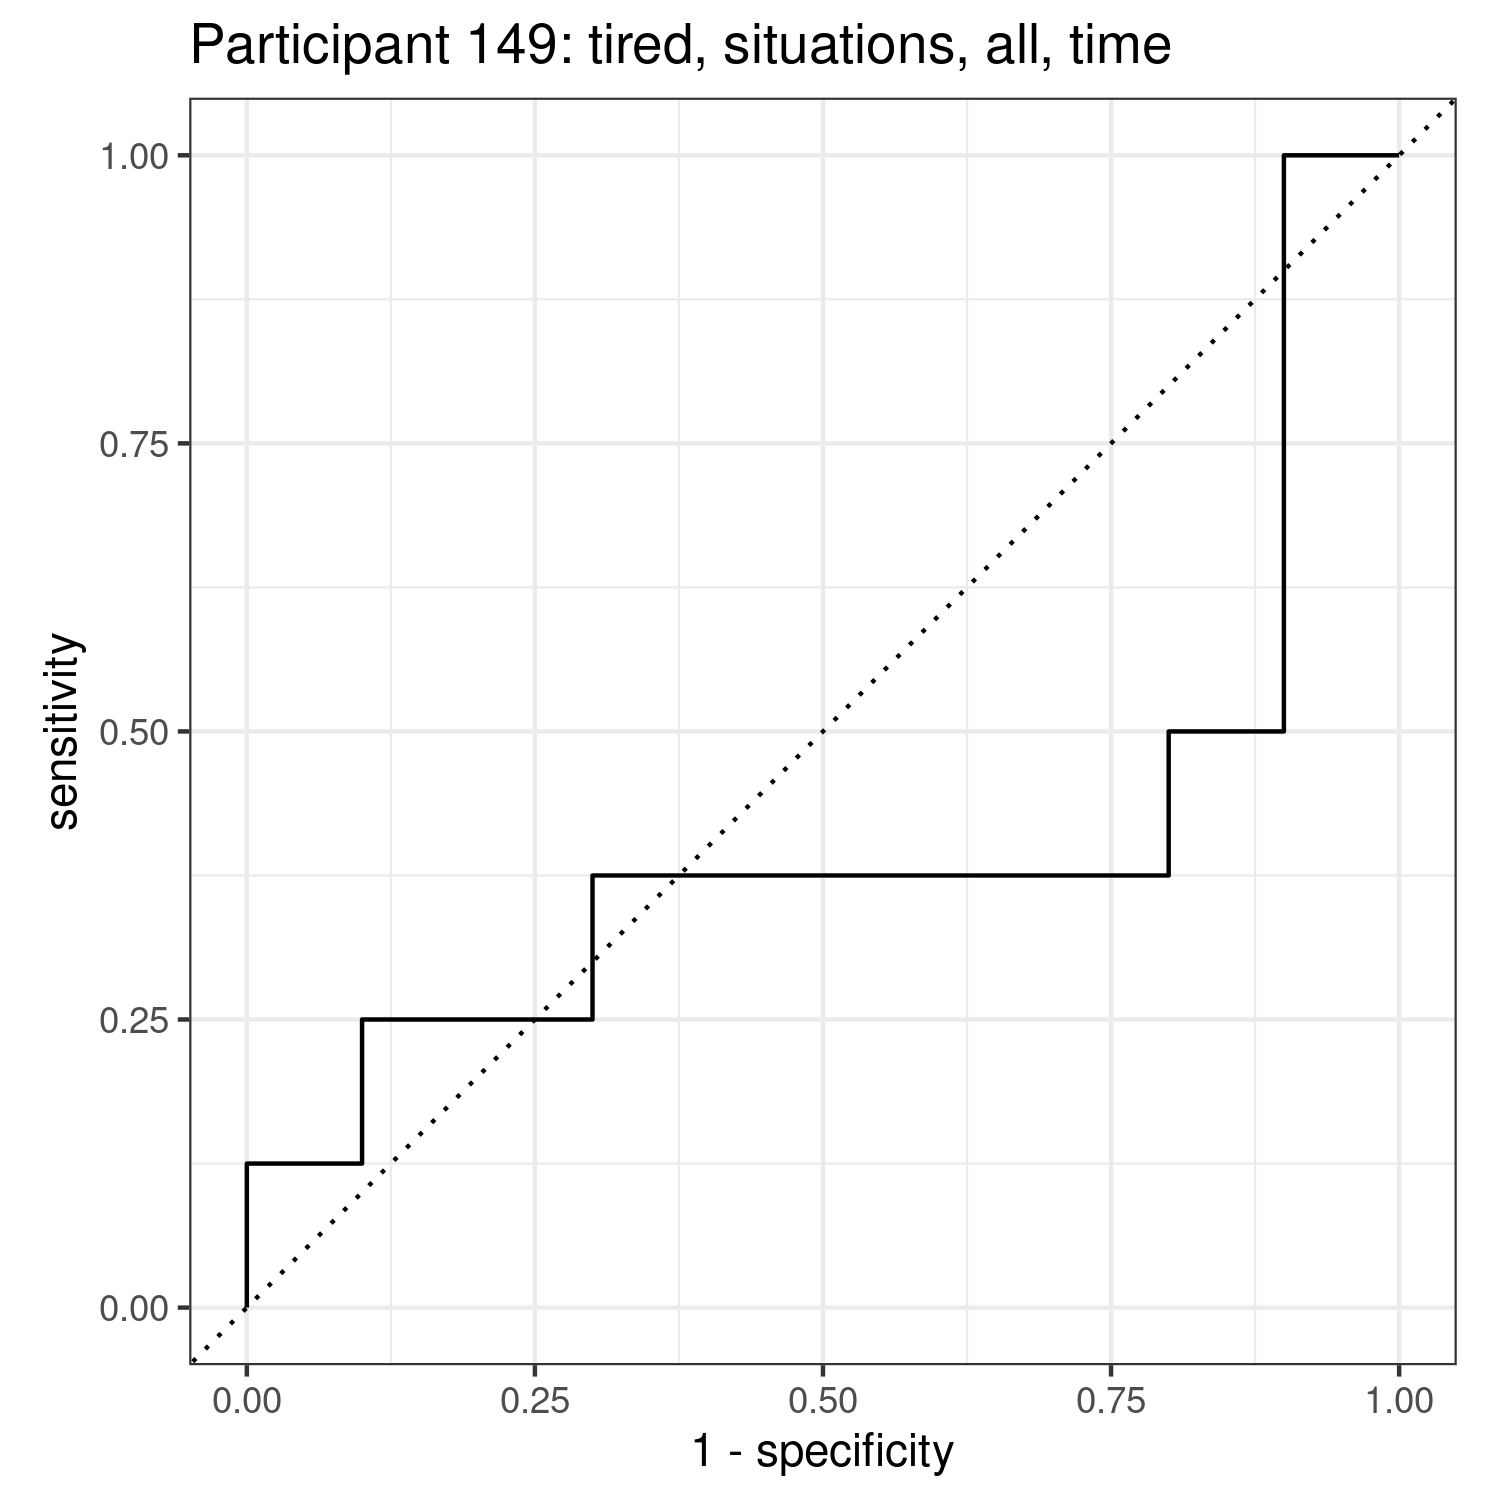 Participant 149: tired, situations, all, time
1.00
0.75
0.50
0.25
0.00
sensitivity
0.00 0.25 0.50 0.75 1.00
1 - specificity